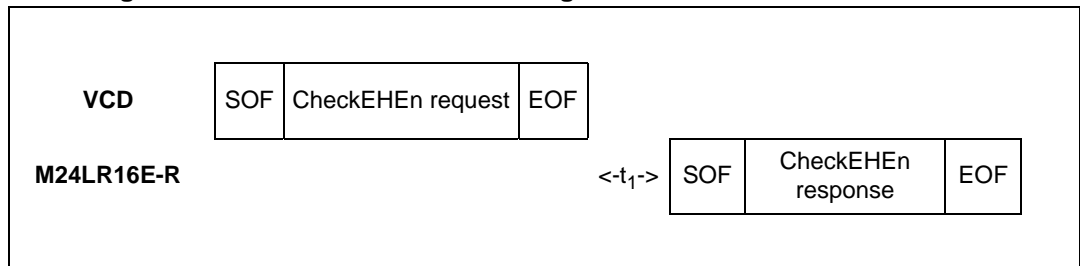 VCD SOF CheckEHEn request EOF
M24LR16E-R <-t1-> SOF CheckEHEn response EOF